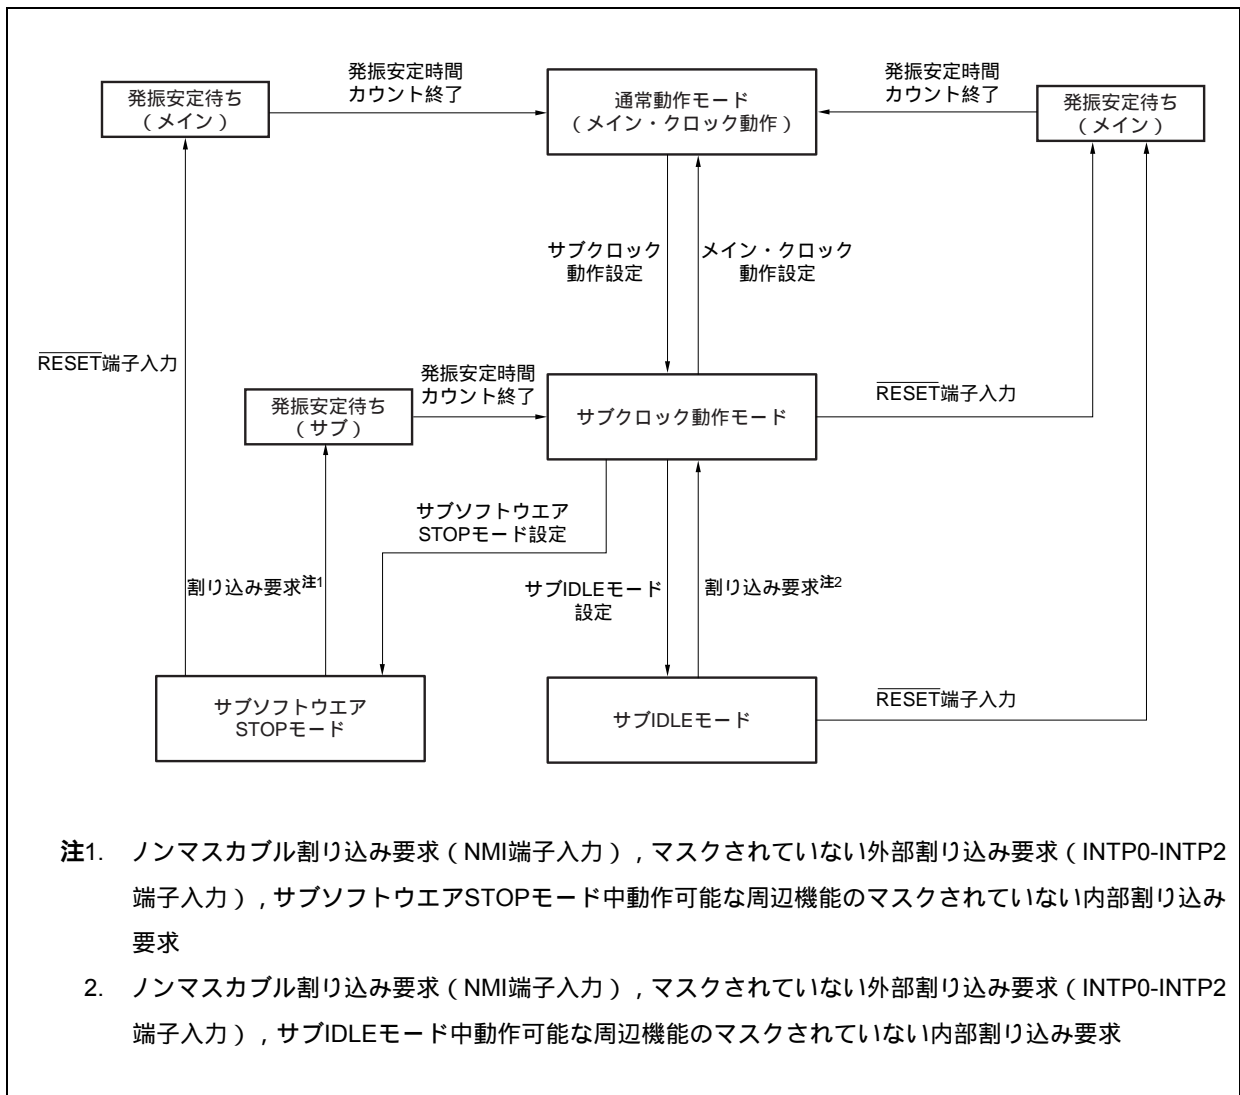 発振安定時間
カウント終了
発振安定時間
カウント終了
発振安定待ち
（メイン）
通常動作モード
（メイン・クロック動作）
発振安定待ち
（メイン）
サブクロック
動作設定
メイン・クロック
動作設定
RESET端子入力
発振安定時間
カウント終了
発振安定待ち
（サブ）
サブクロック動作モード
RESET端子入力
サブソフトウエア
STOPモード設定
割り込み要求注1
サブIDLEモード
設定
割り込み要求注2
サブソフトウエア
STOPモード
サブIDLEモード
RESET端子入力
注1. ノンマスカブル割り込み要求（NMI端子入力）, マスクされていない外部割り込み要求（INTP0-INTP2
端子入力）, サブソフトウエアSTOPモード中動作可能な周辺機能のマスクされていない内部割り込み
要求
2. ノンマスカブル割り込み要求（NMI端子入力）, マスクされていない外部割り込み要求（INTP0-INTP2
端子入力）, サブIDLEモード中動作可能な周辺機能のマスクされていない内部割り込み要求